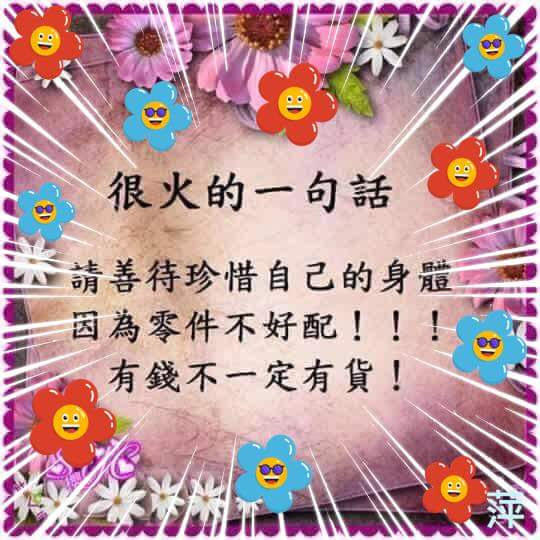 很火的一句話
請善待珍惜自己的身體
因為零件不好配！！！
有錢不一定有貨！
萍